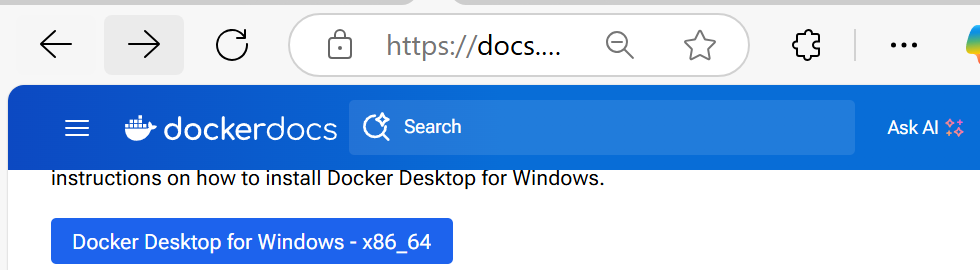 https://docs....
dockerdocs
Search
Ask AI
instructions on how to install Docker Desktop for Windows.
Docker Desktop for Windows - x86_64